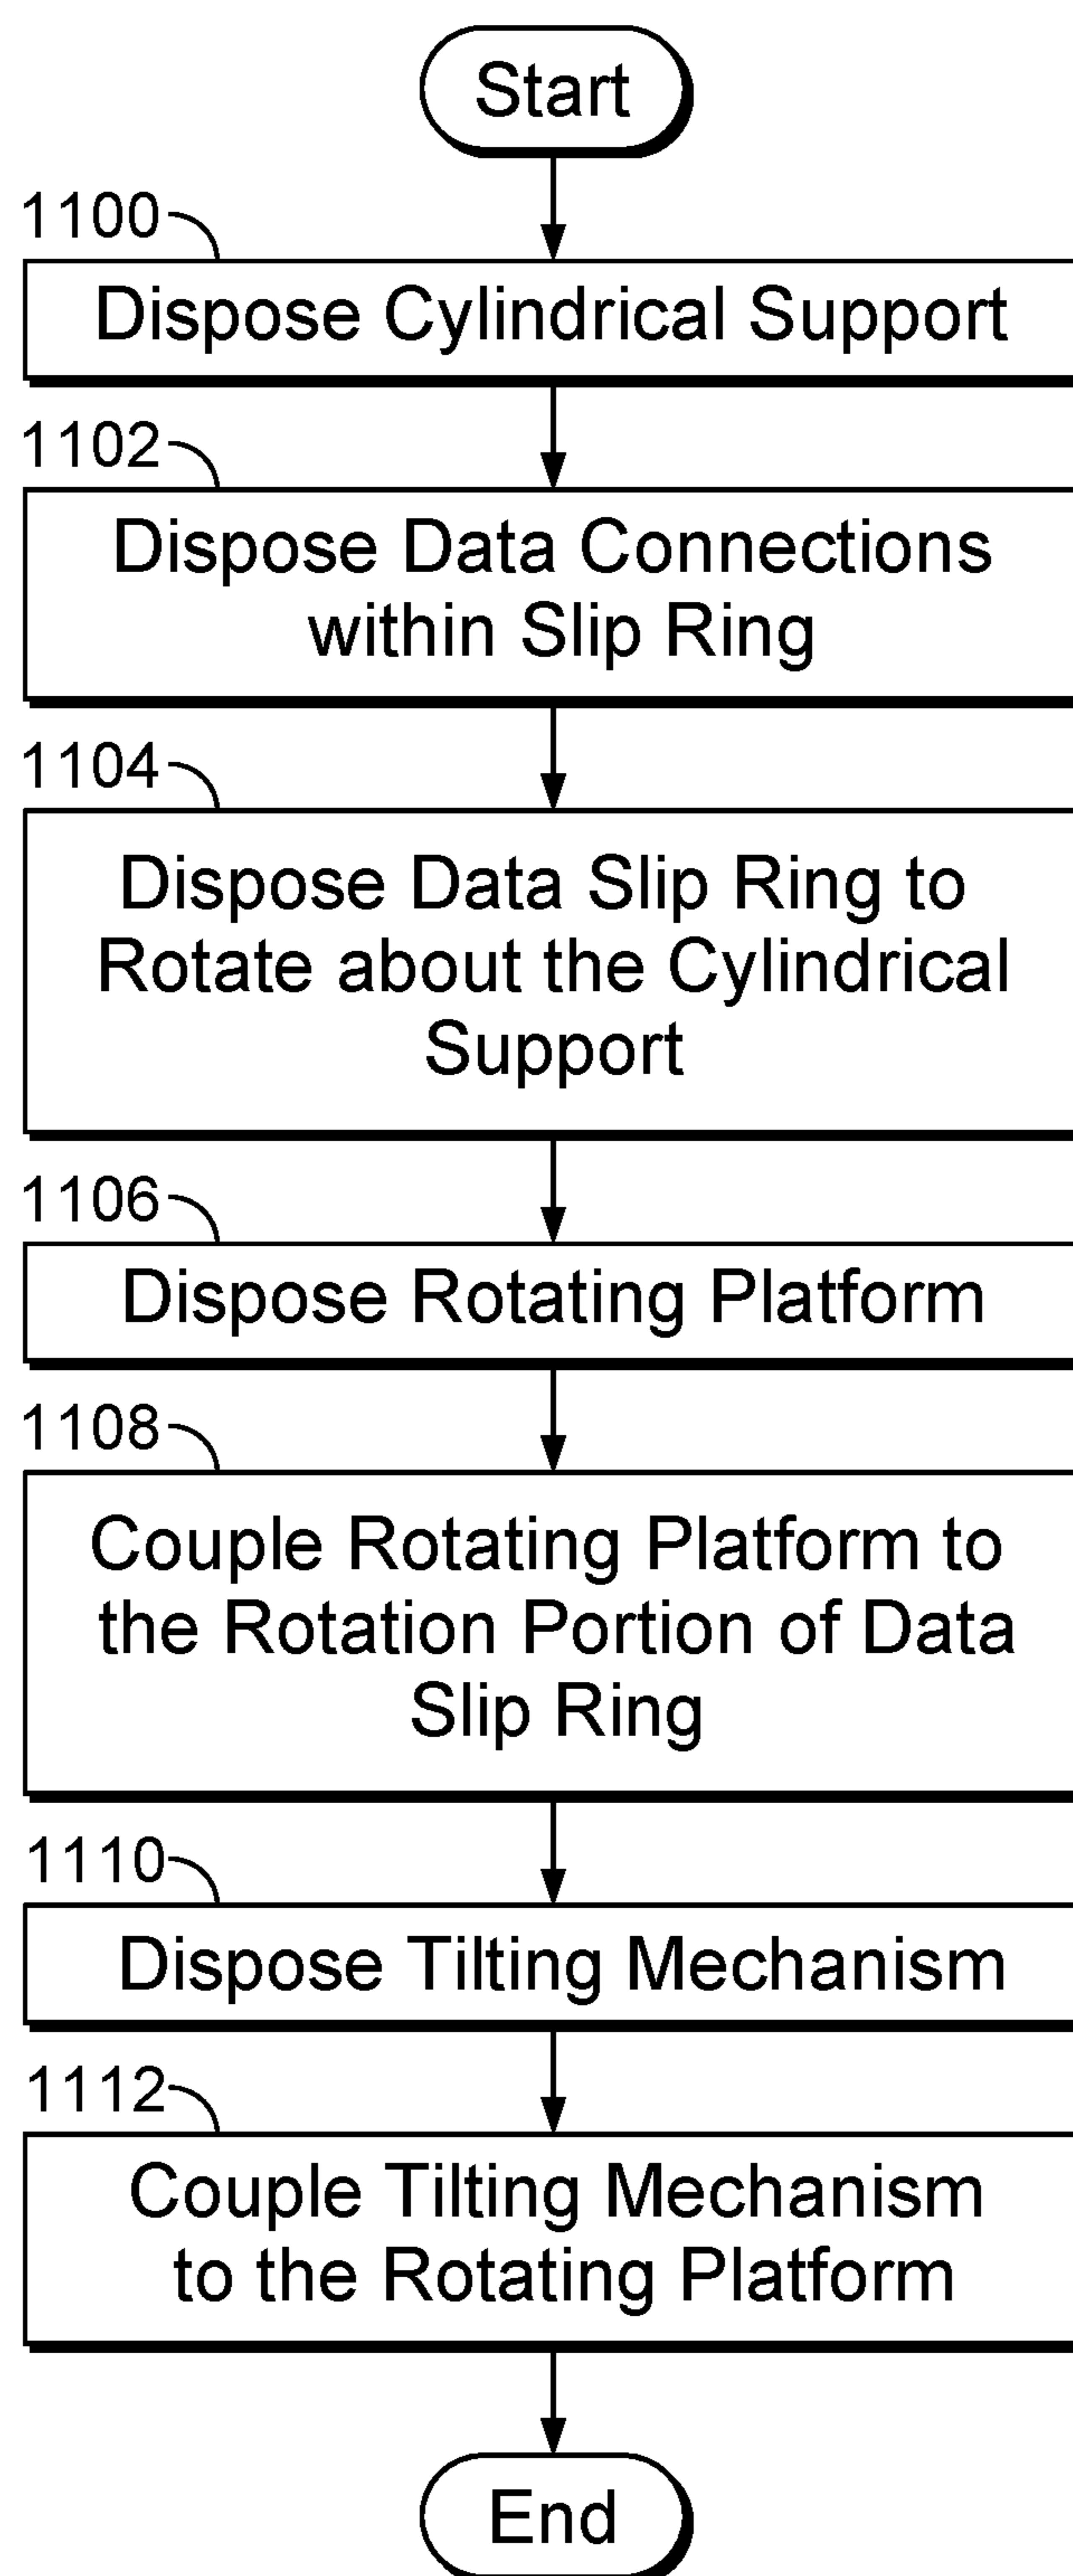 Start
1100
Dispose Cylindrical Support
1102
Dispose Data Connections
within Slip Ring
1104
Dispose Data Slip Ring to
Rotate about the Cylindrical
Support
1106
Dispose Rotating Platform
1108
Couple Rotating Platform to
the Rotation Portion of Data
Slip Ring
1110
Dispose Tilting Mechanism
1112
Couple Tilting Mechanism
to the Rotating Platform
End